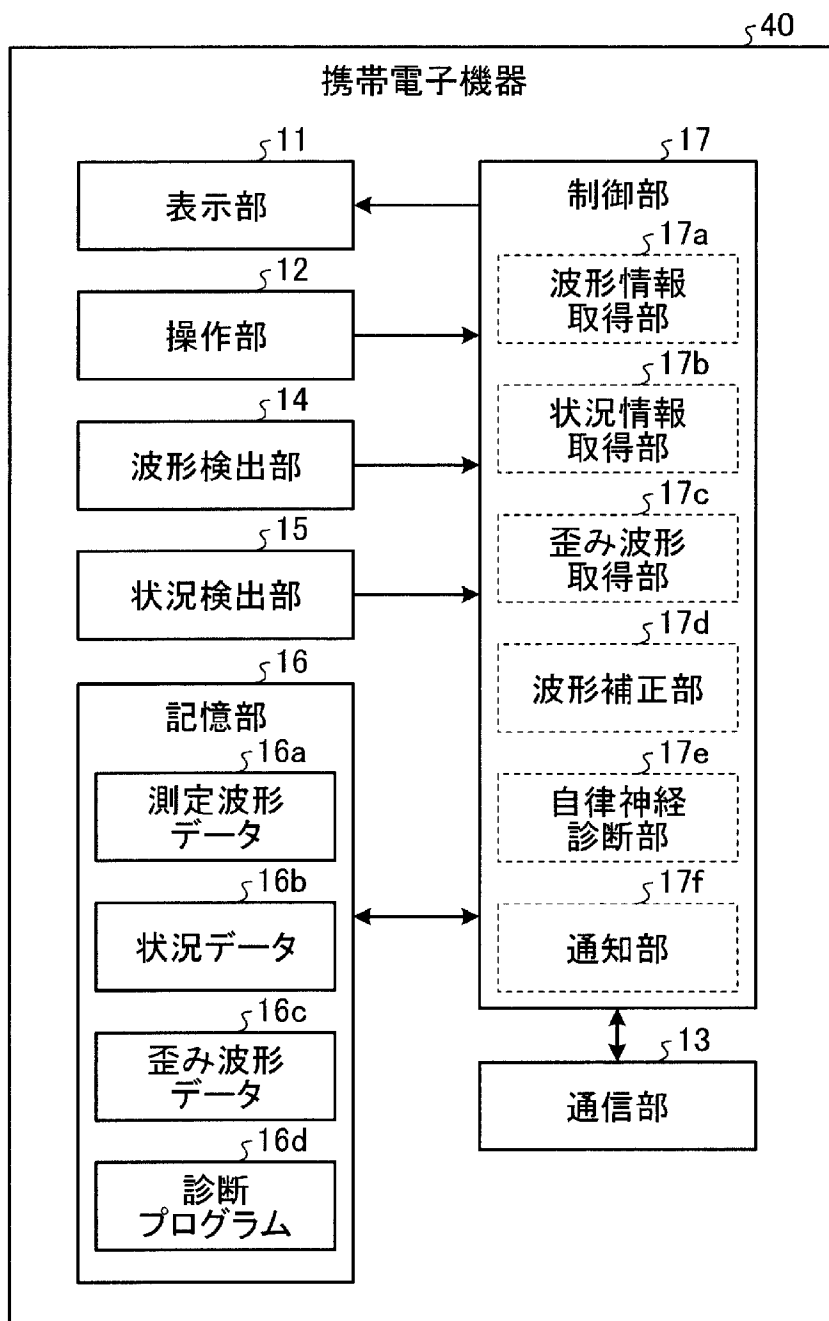 40
携帯電子機器
11
表示部
12
操作部
14
波形検出部
15
状況検出部
16
記憶部
16a
測定波形
データ
16b
状況データ
16c
歪み波形
データ
16d
診断
プログラム
17
制御部
17a
波形情報
取得部
17b
状況情報
取得部
17c
歪み波形
取得部
17d
波形補正部
17e
自律神経
診断部
17f
通知部
13
通信部